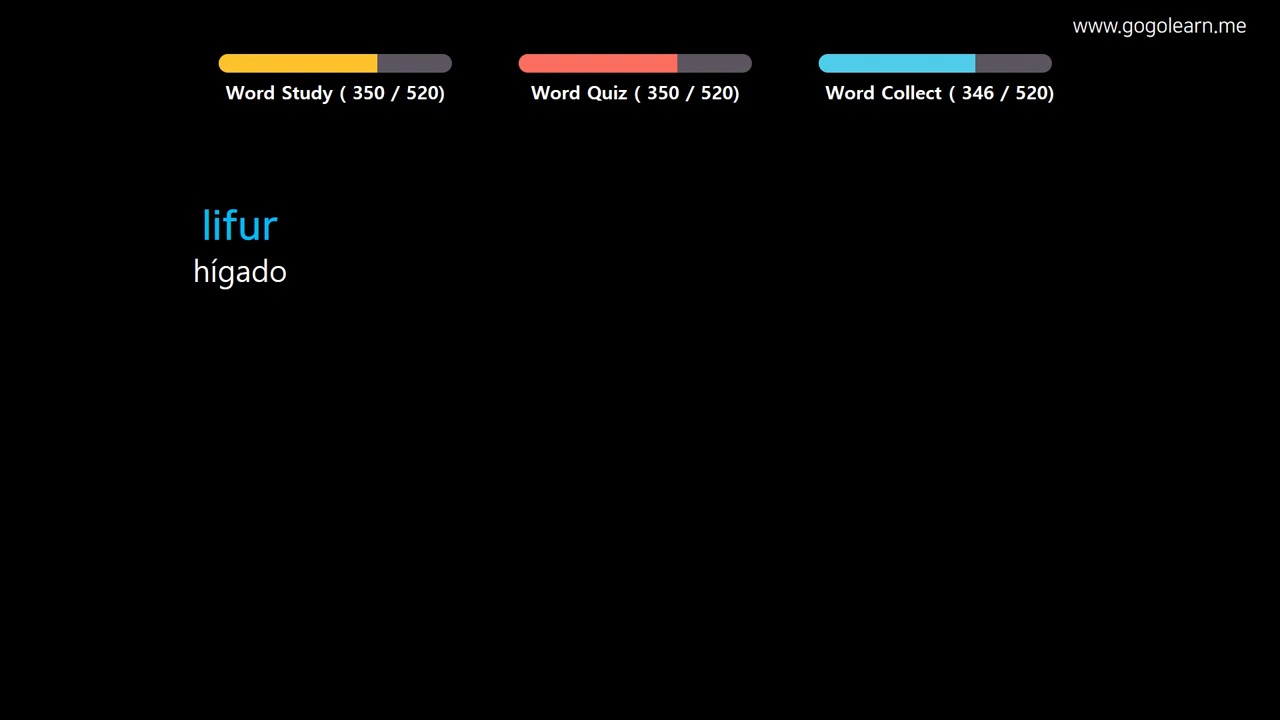 www.gogolearn.me
Word Study ( 350 / 520)
Word Quiz ( 350 / 520)
Word Collect ( 346 / 520)
lifur
hígado